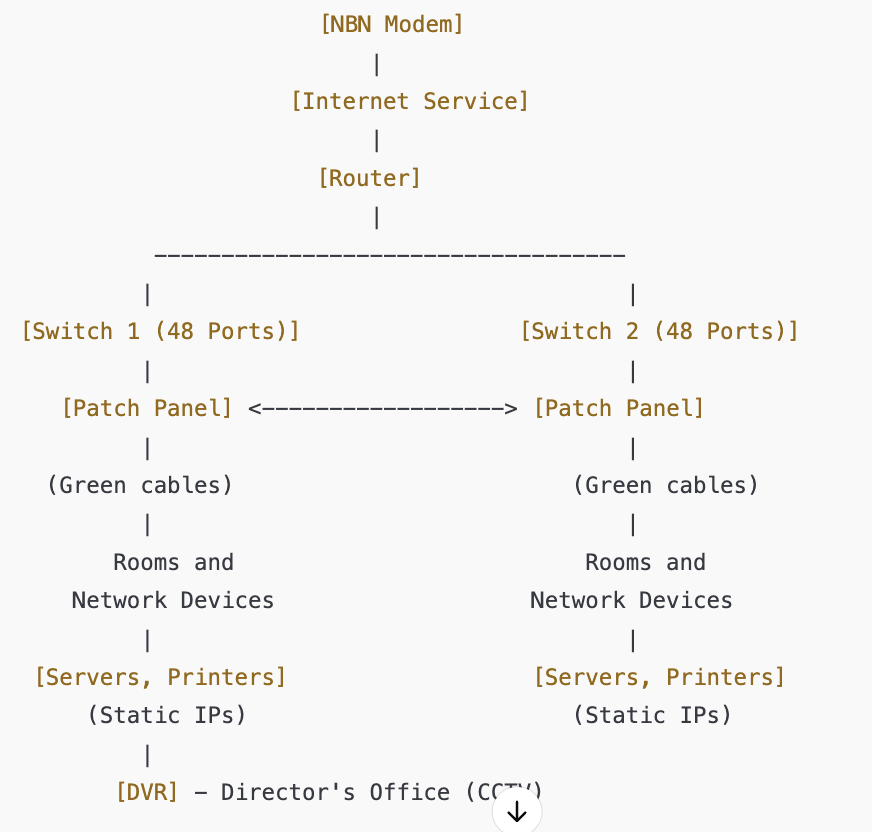 [NBN Modem]
|
[Internet Service]
|
[Router]
|
-----------------------------------
| |
[Switch 1 (48 Ports)] [Switch 2 (48 Ports)]
| |
[Patch Panel] <------------------> [Patch Panel]
| |
(Green cables) (Green cables)
| |
Rooms and Rooms and
Network Devices Network Devices
| |
[Servers, Printers] [Servers, Printers]
(Static IPs) (Static IPs)
|
[DVR] - Director's Office (CCTV)